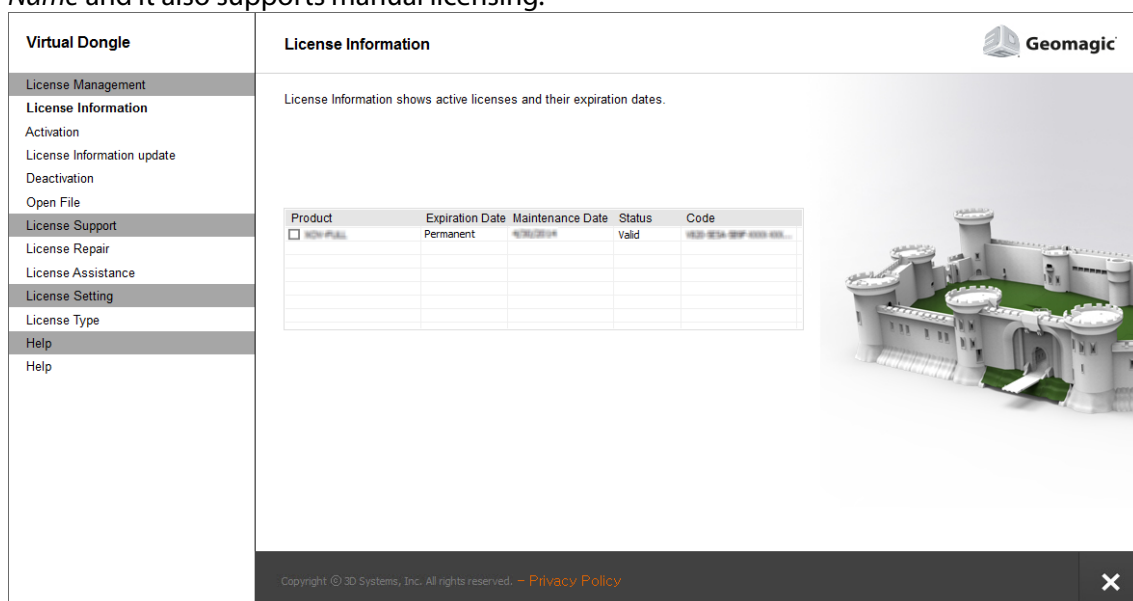 Name and it also supports manual licensing.
Virtual Dongle
License Information
Geomagic
License Management
License Information
Activation
License Information update
Deactivation
Open File
License Support
License Repair
License Assistance
License Setting
License Type
Help
Help
License Information shows active licenses and their expiration dates.
Product Expiration Date Maintenance Date Status Code
Permanent Valid
Copyright © 3D Systems, Inc. All rights reserved. – Privacy Policy